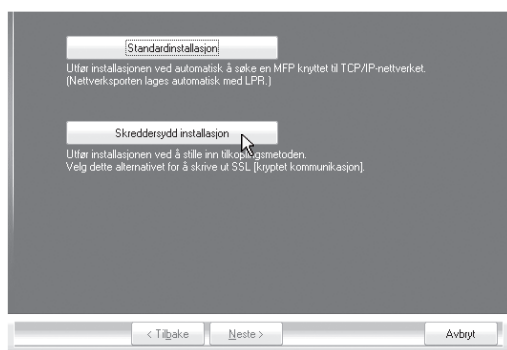 Standardinstallasjon
Utfør installasjonen ved automatisk å søke en MFP knyttet til TCP/IP-nettverket.
(Nettverksporten lages automatisk med LPR.)
Skreddersydd installasjon
Utfør installasjonen ved å stille inn tilkoplingsmetoden.
Velg dette alternativet for å skrive ut SSL [kryptet kommunikasjon].
< Tilbake Neste > Avbryt